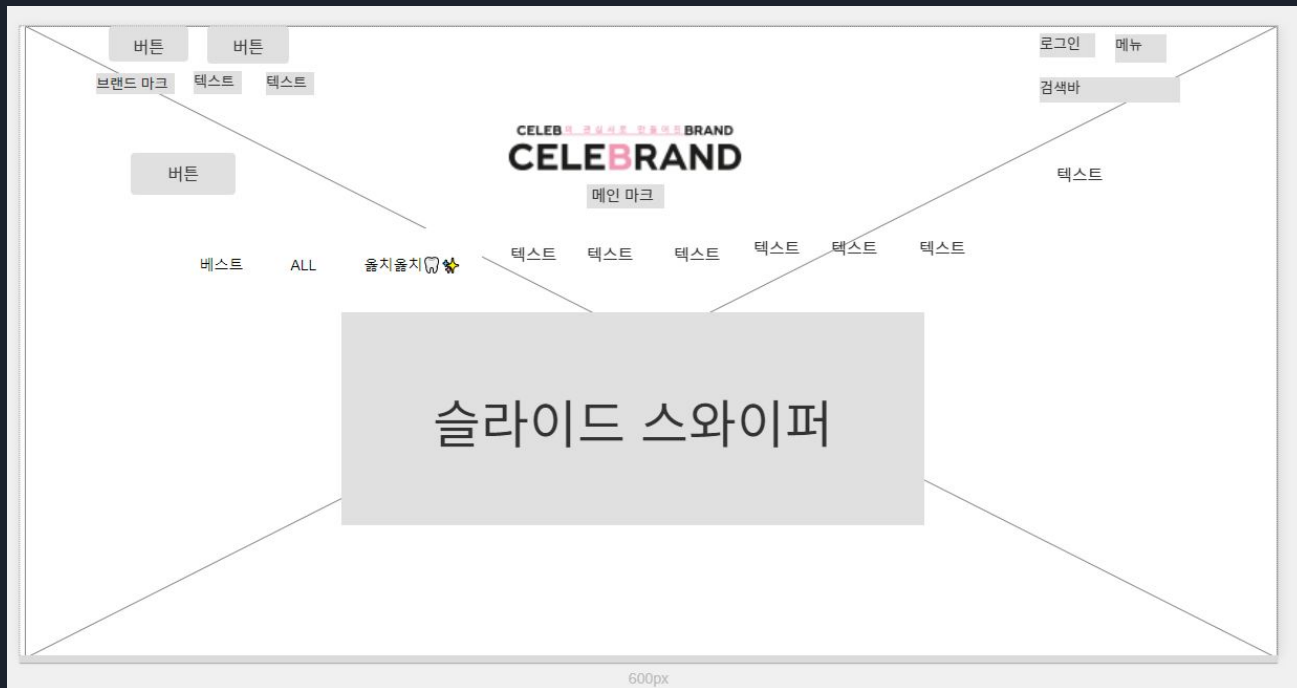 버튼 버튼 로그인 메뉴
브랜드 마크 텍스트 텍스트 검색바
CELEB BRAND
CELEBRAND
버튼 메인 마크 텍스트
베스트 ALL 옳치옳치🦷✨ 텍스트 텍스트 텍스트 텍스트 텍스트 텍스트
슬라이드 스와이퍼
600px